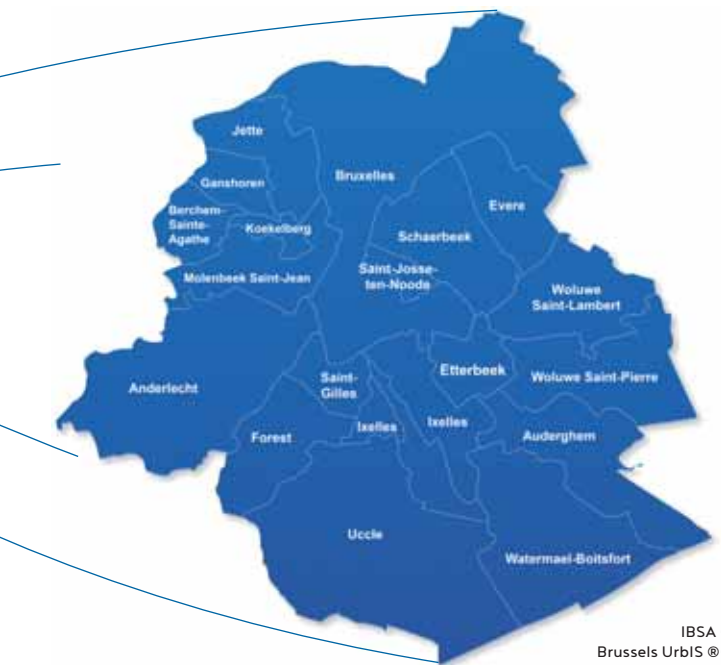 Jette
Ganshoren
Bruxelles
Evere
Berchem-
Sainte-
Agathe
Koekelberg
Schaerbeek
Molenbeek Saint-Jean
Saint-Josse-
ten-Noode
Woluwe
Saint-Lambert
Anderlecht
Saint-
Gilles
Etterbeek
Woluwe Saint-Pierre
Forest
Ixelles
Ixelles
Auderghem
Uccle
Watermael-Boitsfort
IBSA
Brussels UrbIS ®